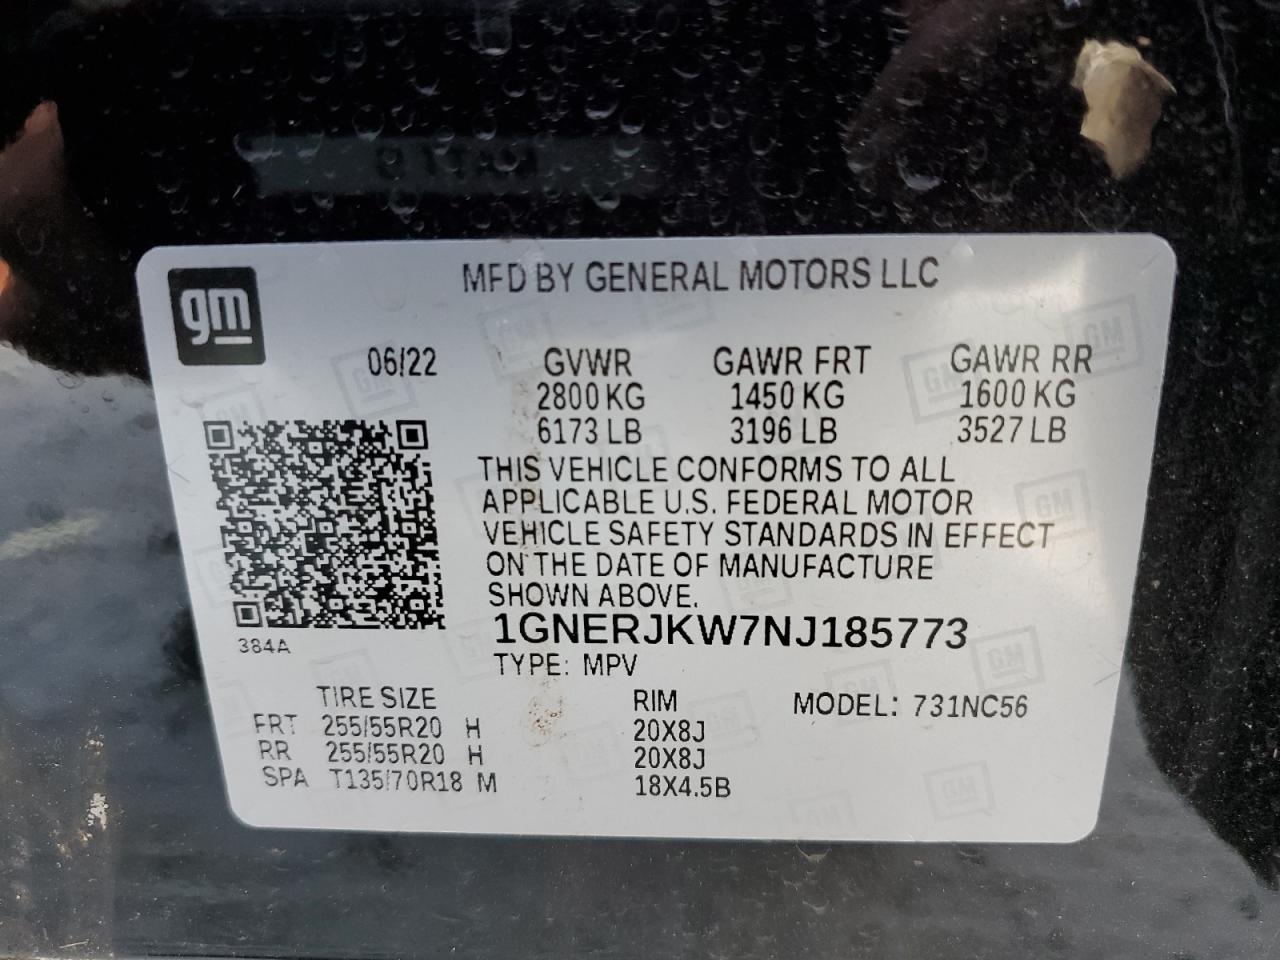 MFD BY GENERAL MOTORS LLC
gm
06/22 GVWR GAWR FRT GAWR RR
2800 KG 1450 KG 1600 KG
6173 LB 3196 LB 3527 LB
THIS VEHICLE CONFORMS TO ALL
APPLICABLE U.S. FEDERAL MOTOR
VEHICLE SAFETY STANDARDS IN EFFECT
ON THE DATE OF MANUFACTURE
SHOWN ABOVE.
384A
1GNERJKW7NJ185773
TYPE: MPV
TIRE SIZE RIM MODEL: 731NC56
FRT 255/55R20 H 20X8J
RR 255/55R20 H 20X8J
SPA T135/70R18 M 18X4.5B